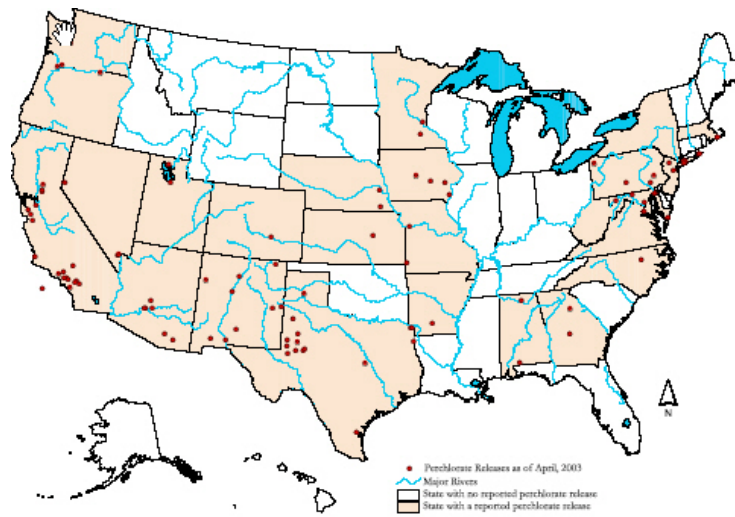 N
Perchlorate Releases as of April, 2003
Major Rivers
State with no reported perchlorate release
State with a reported perchlorate release